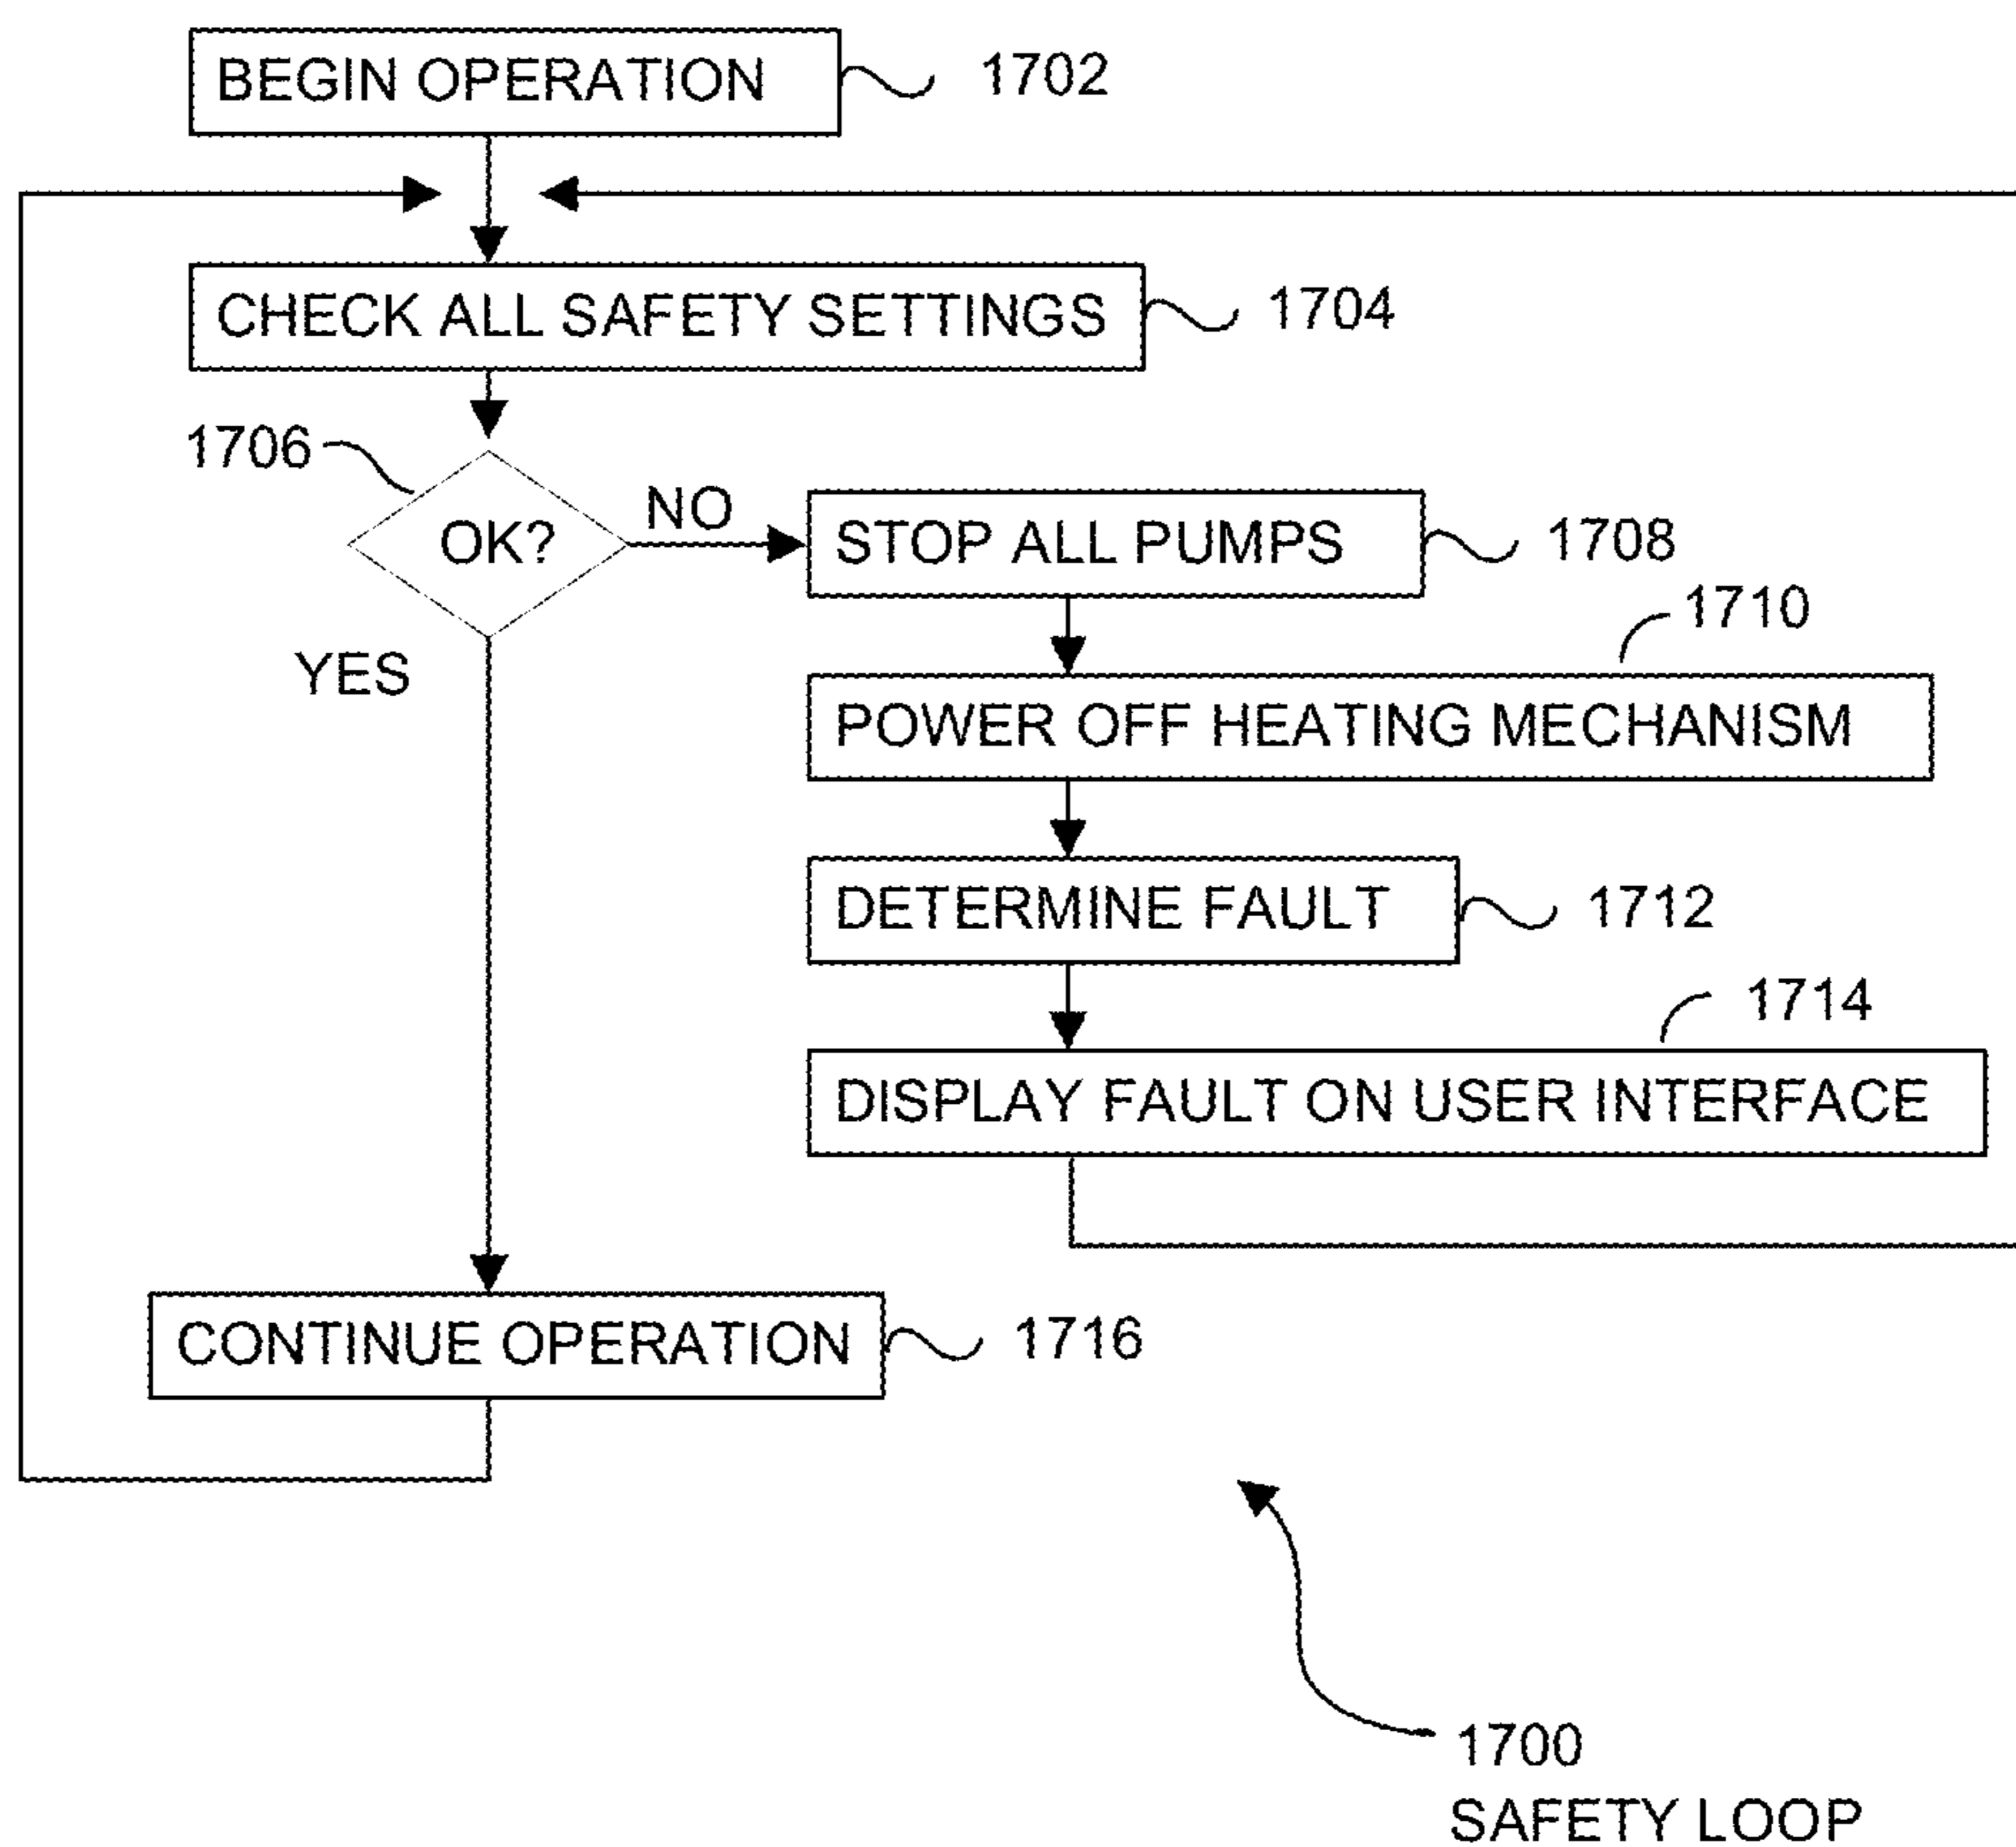 BEGIN OPERATION
1702
CHECK ALL SAFETY SETTINGS
1704
1706
OK?
NO
YES
STOP ALL PUMPS
1708
1710
POWER OFF HEATING MECHANISM
DETERMINE FAULT
1712
1714
DISPLAY FAULT ON USER INTERFACE
CONTINUE OPERATION
1716
1700
SAFETY LOOP